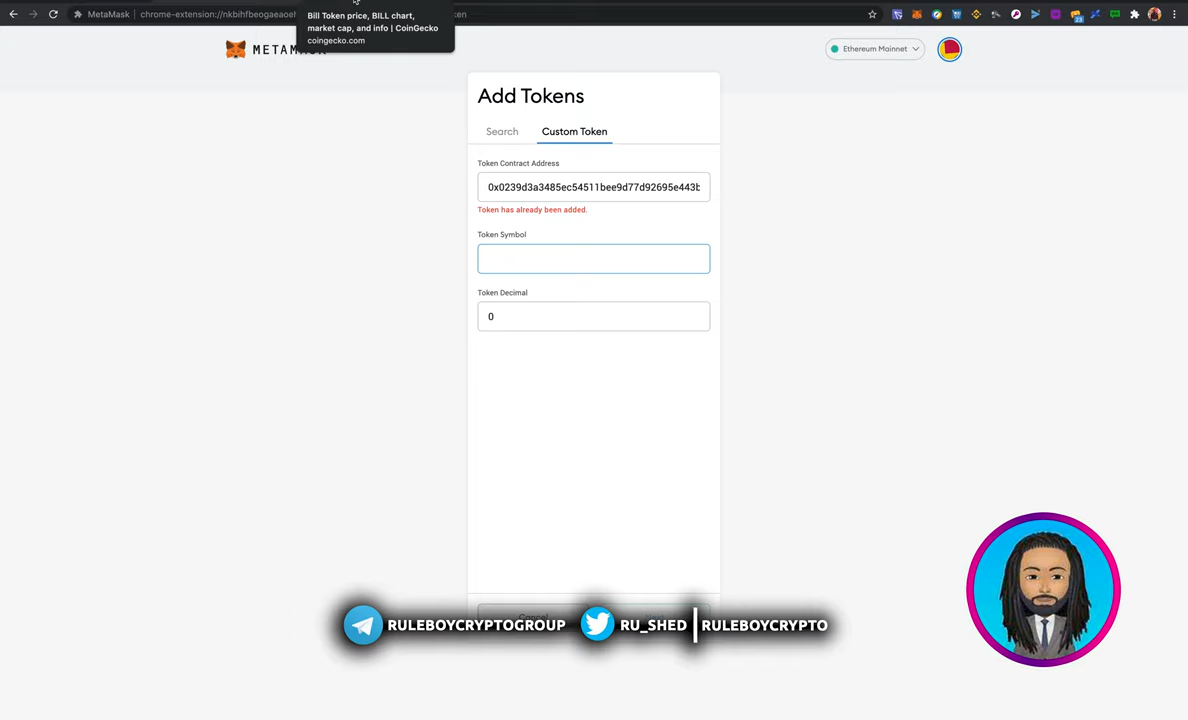 MetaMask
chrome-extension://nkbihfbeogaeaoe
Bill Token price, BILL chart,
market cap, and info | CoinGecko
coingecko.com
23
Ethereum Mainnet
Add Tokens
Search
Custom Token
Token Contract Address
0x0239d3a3485ec54511bee9d77d92695e443b
Token has already been added.
Token Symbol
Token Decimal
0
RULEBOYCRYPTOGROUP
RU_SHED
RULEBOYCRYPTO